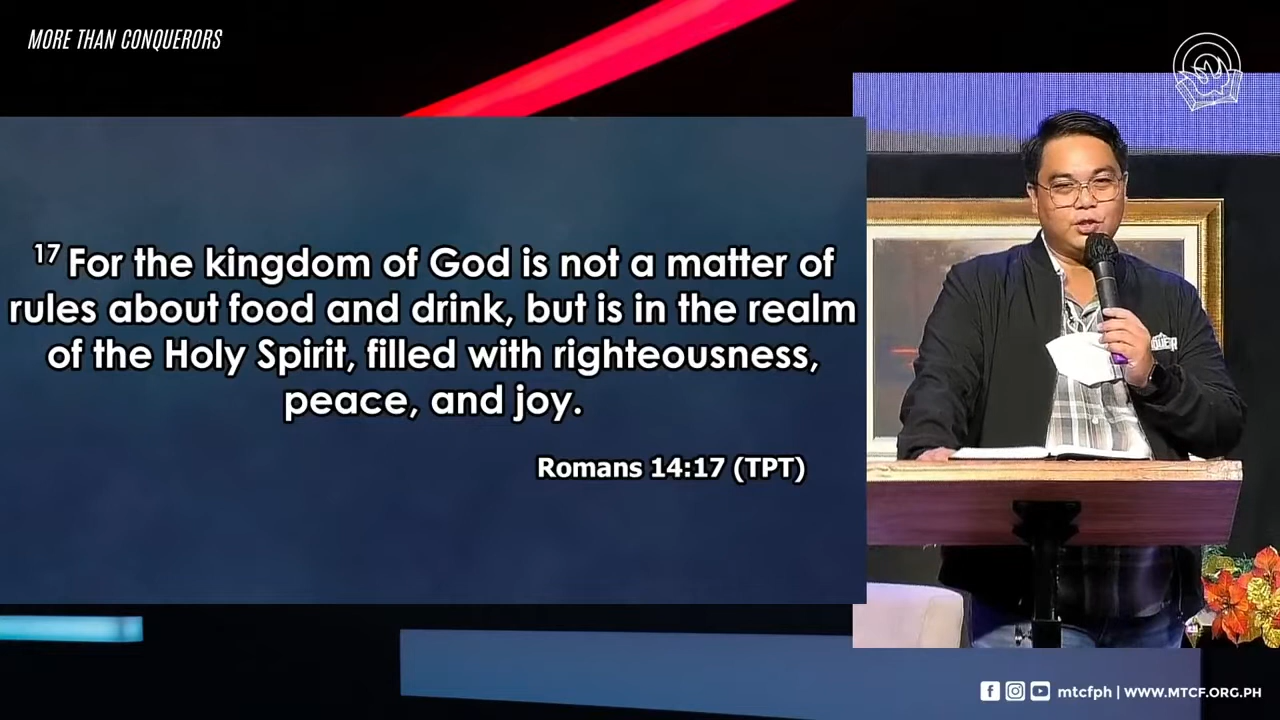 MORE THAN CONQUERORS
17 For the kingdom of God is not a matter of
rules about food and drink, but is in the realm
of the Holy Spirit, filled with righteousness,
peace, and joy.
Romans 14:17 (TPT)
mtcfph | WWW.MTCF.ORG.PH